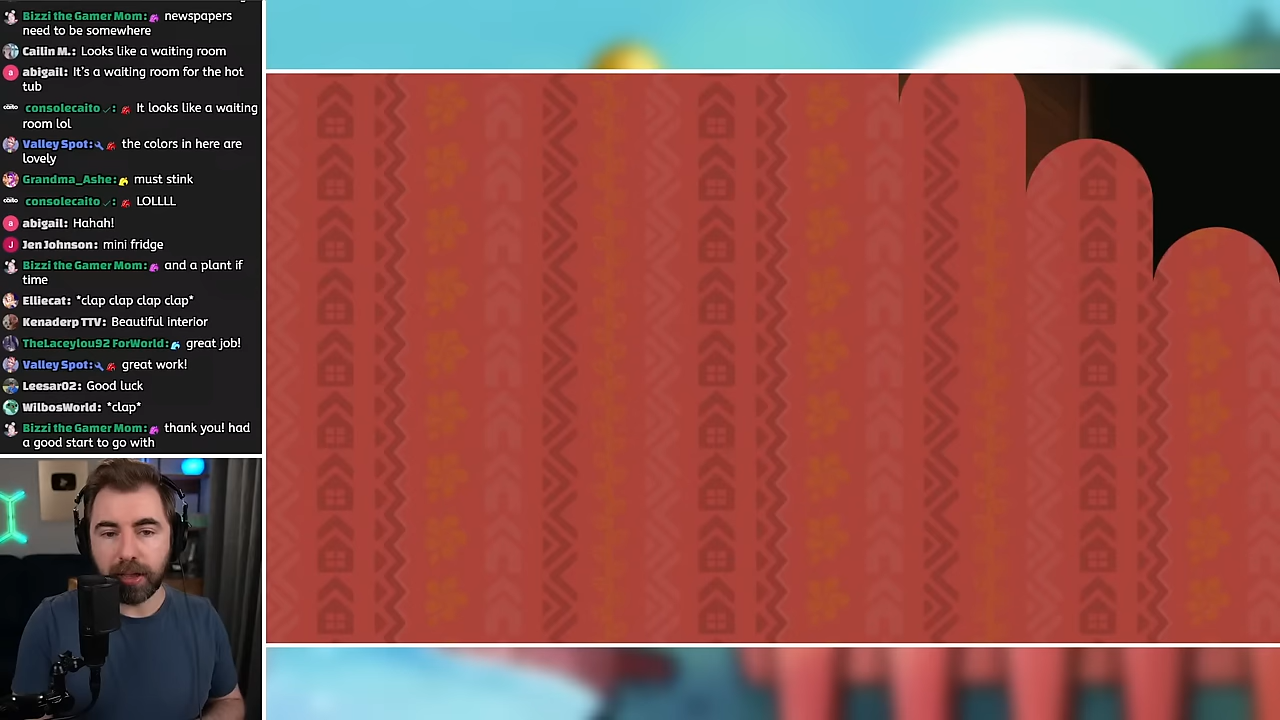 Bizzi the Gamer Mom: newspapers
need to be somewhere
Cailin M.: Looks like a waiting room
abigail: It's a waiting room for the hot
tub
consolecaito: It looks like a waiting
room lol
Valley Spot: the colors in here are
lovely
Grandma_Ashe: must stink
consolecaito: LOLLLL
abigail: Hahah!
Jen Johnson: mini fridge
Bizzi the Gamer Mom: and a plant if
time
Elliecat: *clap clap clap clap*
Kenaderp TTV: Beautiful interior
TheLaceylou92 ForWorld: great job!
Valley Spot: great work!
Leesar02: Good luck
WilbosWorld: *clap*
Bizzi the Gamer Mom: thank you! had
a good start to go with